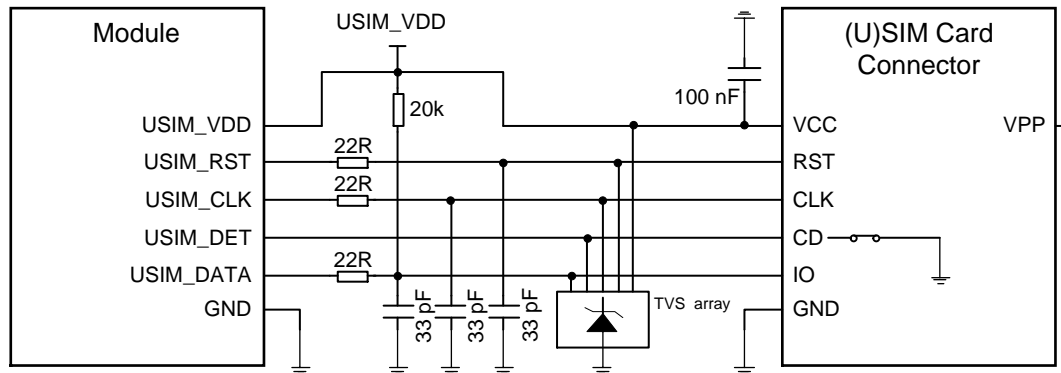 Module
USIM_VDD
(U)SIM Card
Connector
100 nF
20k
USIM_VDD
VCC
VPP
22R
USIM_RST
RST
22R
USIM_CLK
CLK
USIM_DET
CD
22R
USIM_DATA
IO
GND
33 pF
33 pF
33 pF
TVS array
GND